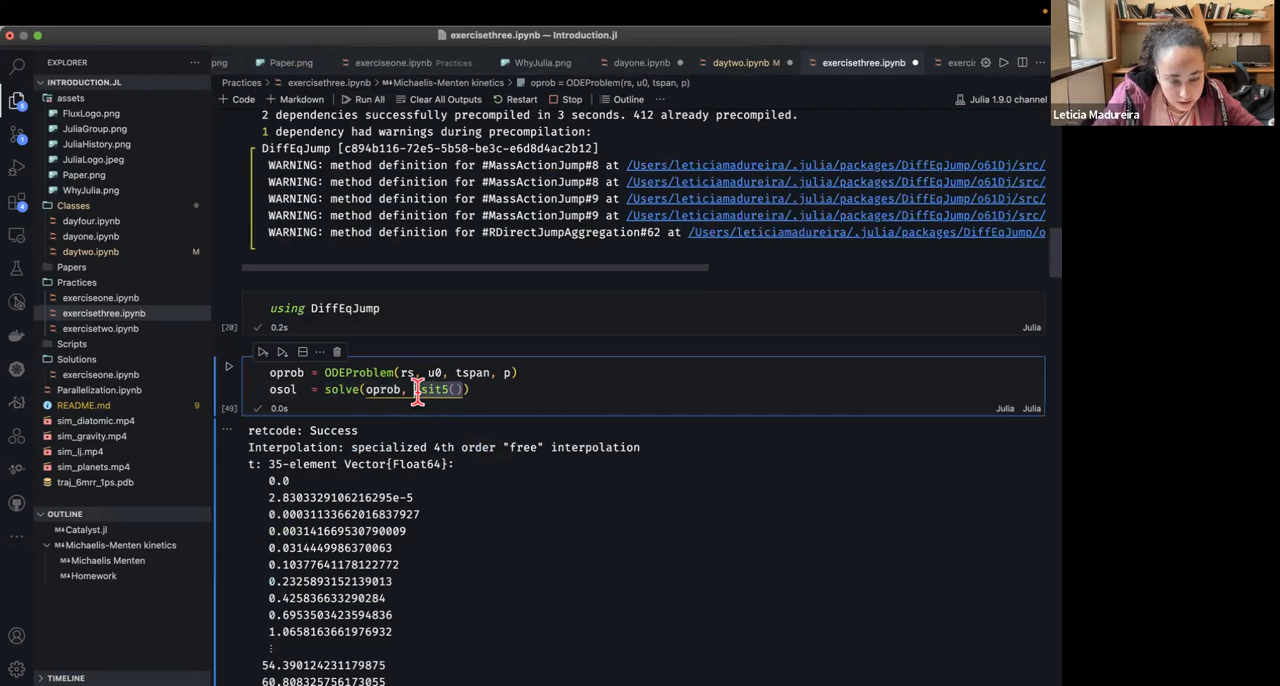 exercisethree.ipynb — Introduction.jl
EXPLORER
png
Paper.png
exerciseone.ipynb Practices
WhyJulia.png
dayone.ipynb
daytwo.ipynb M
exercisethree.ipynb
exerci
INTRODUCTION.JL
Practices > exercisethree.ipynb > Michaelis-Menten kinetics > oprob = ODEProblem(rs, u0, tspan, p)
+ Code + Markdown Run All Clear All Outputs Restart Stop Outline ... Julia 1.9.0 channel
Leticia Madureira
assets
FluxLogo.png
JuliaGroup.png
JuliaHistory.png
JuliaLogo.jpeg
Paper.png
WhyJulia.png
Classes
dayfour.ipynb
dayone.ipynb
daytwo.ipynb M
Papers
Practices
exerciseone.ipynb
exercisethree.ipynb
exercisetwo.ipynb
Scripts
Solutions
exerciseone.ipynb
Parallelization.ipynb
README.md 9
sim_diatomic.mp4
sim_gravity.mp4
sim_lj.mp4
sim_planets.mp4
traj_6mrr_1ps.pdb
OUTLINE
Catalyst.jl
Michaelis-Menten kinetics
Michaelis Menten
Homework
TIMELINE
2 dependencies successfully precompiled in 3 seconds. 412 already precompiled.
1 dependency had warnings during precompilation:
DiffEqJump [c894b116-72e5-5b58-be3c-e6d8d4ac2b12]
WARNING: method definition for #MassActionJump#8 at /Users/leticiamadureira/.julia/packages/DiffEqJump/o61Dj/src/
WARNING: method definition for #MassActionJump#8 at /Users/leticiamadureira/.julia/packages/DiffEqJump/o61Dj/src/
WARNING: method definition for #MassActionJump#9 at /Users/leticiamadureira/.julia/packages/DiffEqJump/o61Dj/src/
WARNING: method definition for #MassActionJump#9 at /Users/leticiamadureira/.julia/packages/DiffEqJump/o61Dj/src/
WARNING: method definition for #RDirectJumpAggregation#62 at /Users/leticiamadureira/.julia/packages/DiffEqJump/o
using DiffEqJump
[20] 0.2s Julia
oprob = ODEProblem(rs, u0, tspan, p)
osol = solve(oprob, sit5())
[49] 0.0s Julia Julia
retcode: Success
Interpolation: specialized 4th order "free" interpolation
t: 35-element Vector{Float64}:
0.0
2.8303329106216295e-5
0.00031133662016837927
0.003141669530790009
0.0314449986370063
0.10377641178122772
0.2325893152139013
0.425836633290284
0.6953503423594836
1.0658163661976932
⋮
54.390124231179875
60.808325756173055